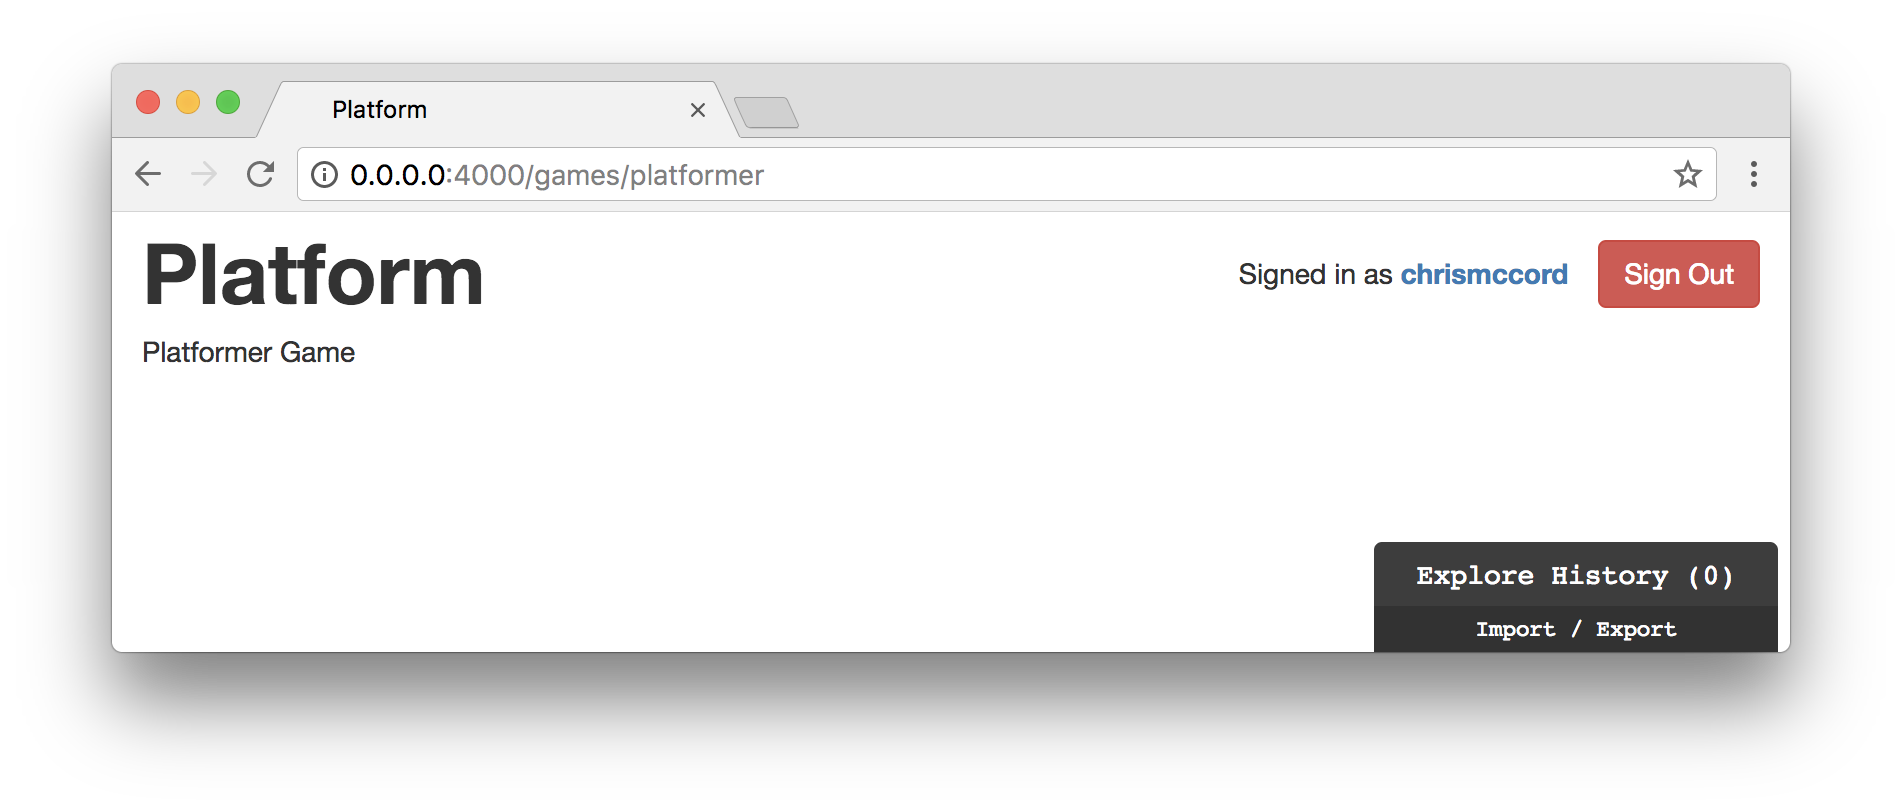 Platform
0.0.0.0:4000/games/platformer
Platform
Signed in as chrismccord
Sign Out
Platformer Game
Explore History (0)
Import / Export